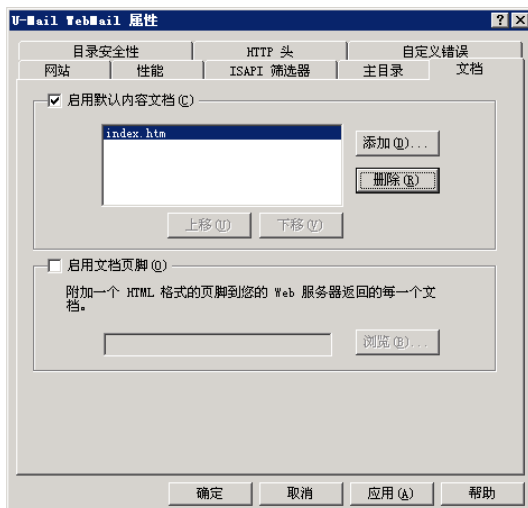 U-Mail WebMail 属性
目录安全性 HTTP 头 自定义错误
网站 性能 ISAPI 筛选器 主目录 文档
启用默认内容文档(C)
index.htm
添加(D)...
删除(R)
上移(U) 下移(V)
启用文档页脚(O)
附加一个 HTML 格式的页脚到您的 Web 服务器返回的每一个文
档。
浏览(B)...
确定 取消 应用(A) 帮助